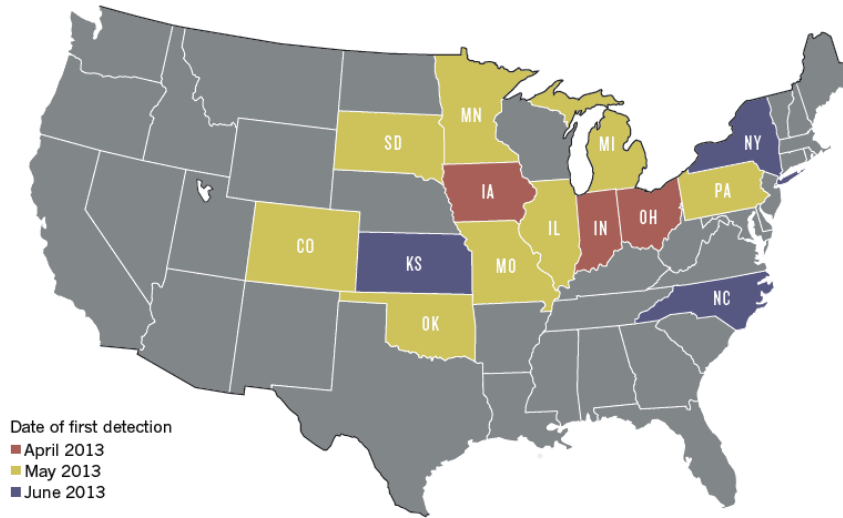 MN
SD
MI
NY
IA
PA
IL
IN
OH
CO
KS
MO
NC
OK
Date of first detection
April 2013
May 2013
June 2013